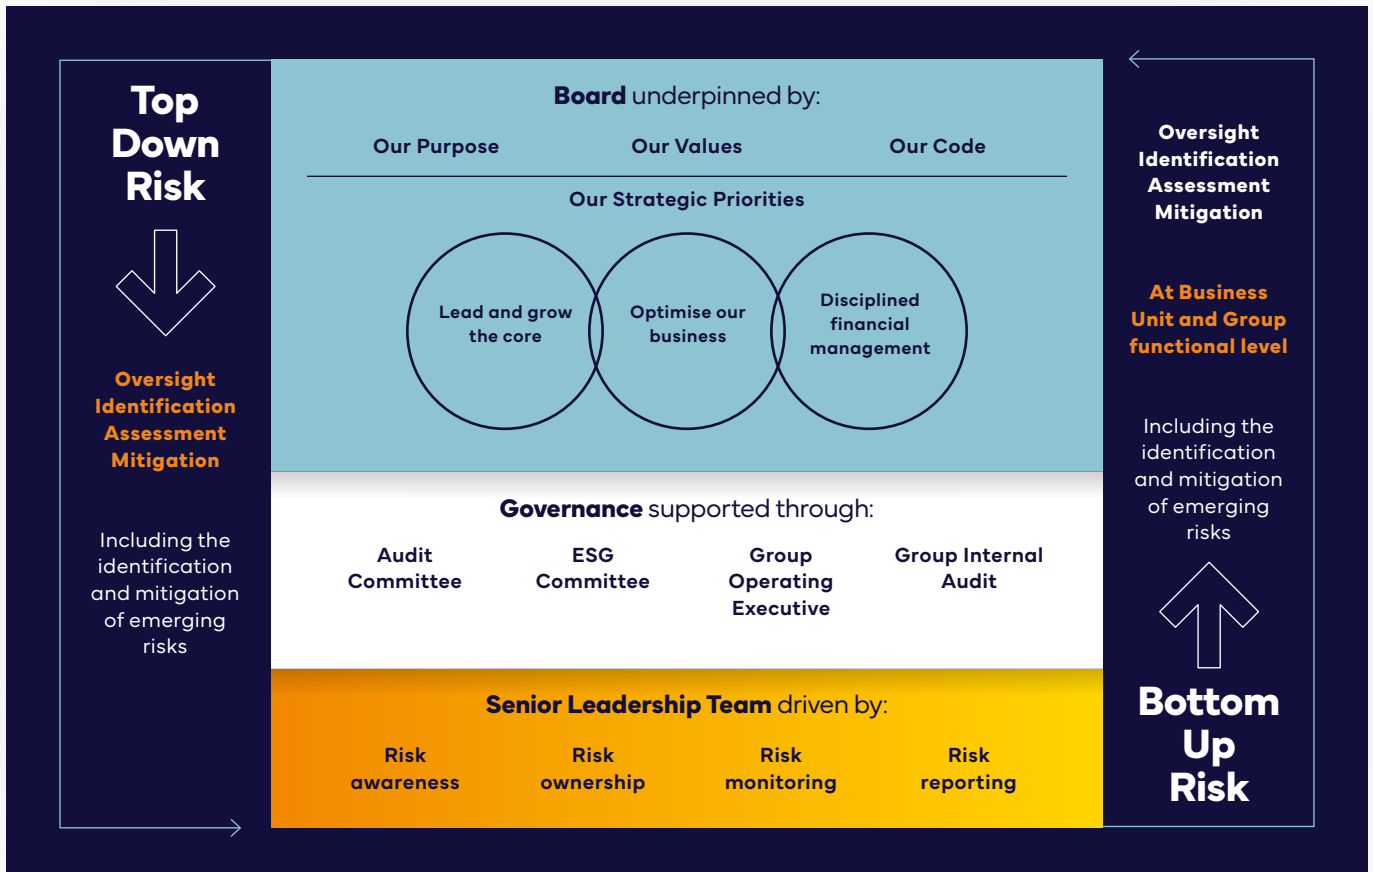 Top
Down
Risk
Oversight
Identification
Assessment
Mitigation
Including the
identification
and mitigation
of emerging
risks
Board underpinned by:
Our Purpose
Our Values
Our Code
Our Strategic Priorities
Lead and grow
the core
Optimise our
business
Disciplined
financial
management
Governance supported through:
Audit
Committee
ESG
Committee
Group
Operating
Executive
Group Internal
Audit
Senior Leadership Team driven by:
Risk
awareness
Risk
ownership
Risk
monitoring
Risk
reporting
Oversight
Identification
Assessment
Mitigation
At Business
Unit and Group
functional level
Including the
identification
and mitigation
of emerging
risks
Bottom
Up
Risk